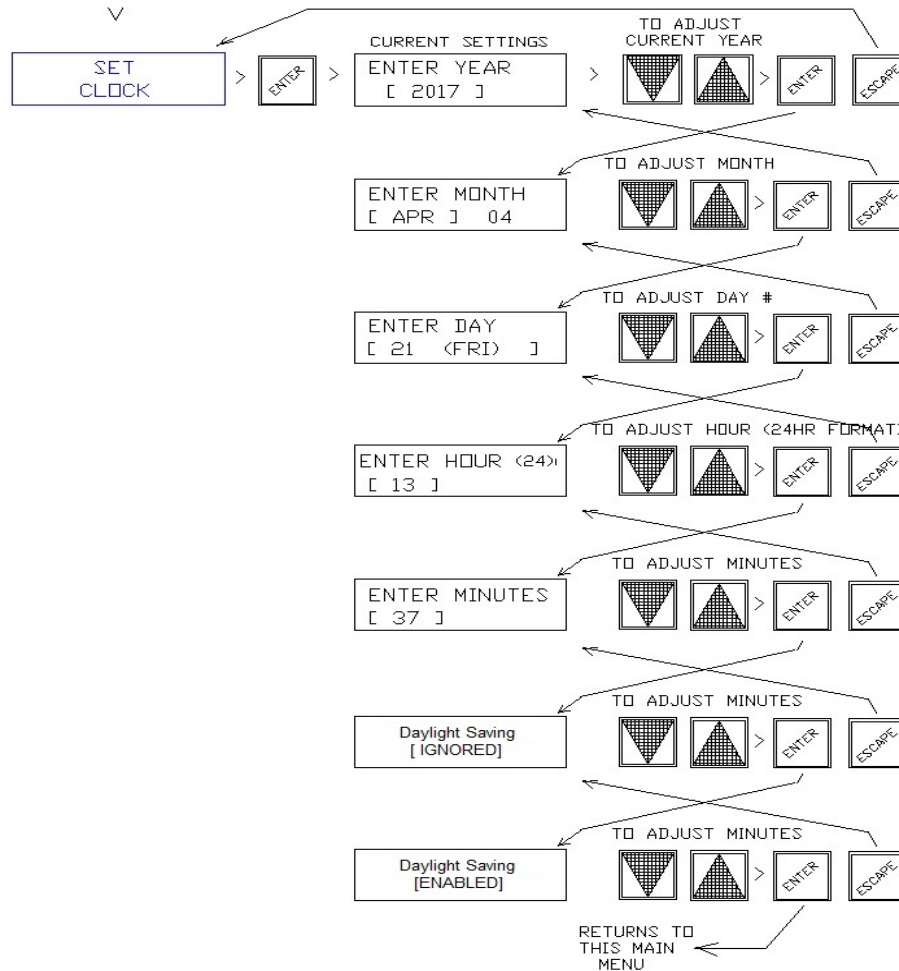 TO ADJUST
CURRENT YEAR
CURRENT SETTINGS
SET
CLOCK
>
ENTER
>
ENTER YEAR
[ 2017 ]
>
>
ENTER
ESCAPE
TO ADJUST MONTH
ENTER MONTH
[ APR ] 04
>
ENTER
ESCAPE
TO ADJUST DAY #
ENTER DAY
[ 21 (FRI) ]
>
ENTER
ESCAPE
TO ADJUST HOUR (24HR FORMAT)
ENTER HOUR (24)
[ 13 ]
>
ENTER
ESCAPE
TO ADJUST MINUTES
ENTER MINUTES
[ 37 ]
>
ENTER
ESCAPE
TO ADJUST MINUTES
Daylight Saving
[ IGNORED]
>
ENTER
ESCAPE
TO ADJUST MINUTES
Daylight Saving
[ENABLED]
>
ENTER
ESCAPE
RETURNS TO
THIS MAIN
MENU